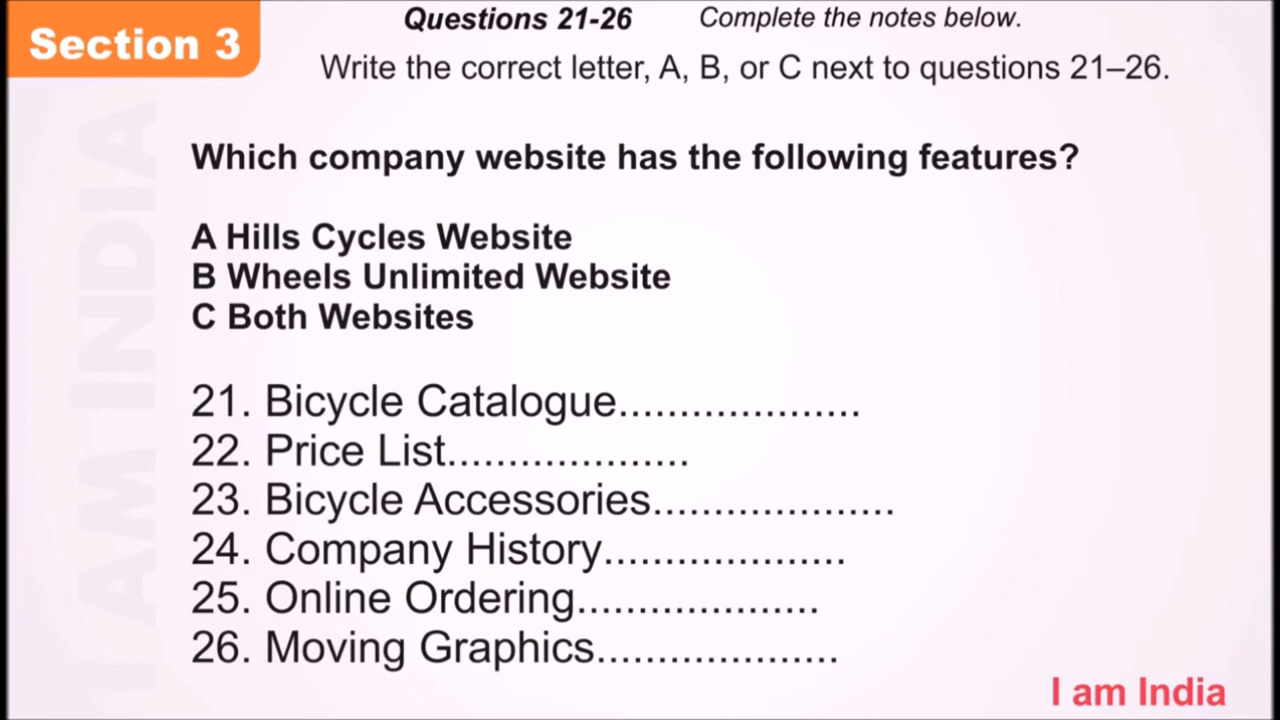 Section 3
Questions 21-26 Complete the notes below.
Write the correct letter, A, B, or C next to questions 21–26.
Which company website has the following features?
A Hills Cycles Website
B Wheels Unlimited Website
C Both Websites
21. Bicycle Catalogue....................
22. Price List....................
23. Bicycle Accessories....................
24. Company History....................
25. Online Ordering....................
26. Moving Graphics....................
I AM INDIA
I am India